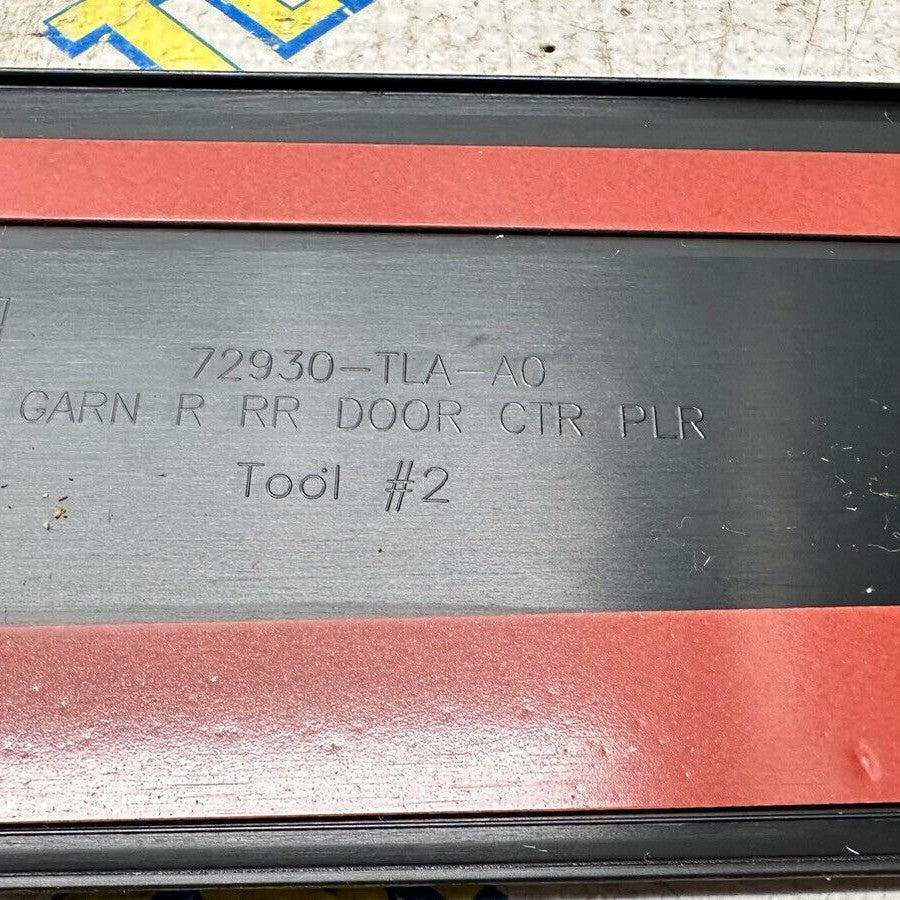 72930-TLA-A0
GARN R RR DOOR CTR PLR
Tool #2